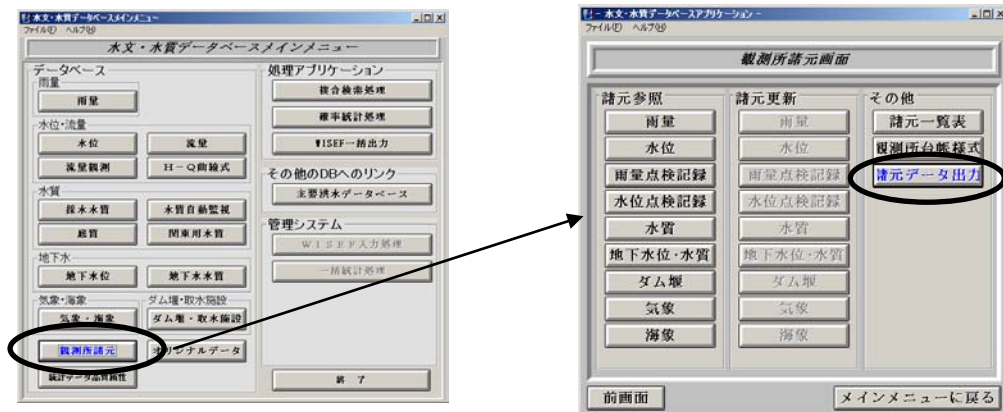 水文・水質データベースメインメニュー
ファイル(F) ヘルプ(H)
水文・水質データベースメインメニュー
データベース
雨量
雨量
水位・流量
水位 流量
流量観測 H-Q曲線式
水質
採水水質 水質自動監視
底質 関東用水質
地下水
地下水位 地下水水質
気象・海象 ダム堰・取水施設
気象・海象 ダム堰・取水施設
観測所諸元 オリジナルデータ
統計データ品質属性
処理アプリケーション
複合検索処理
確率統計処理
WISEF一括出力
その他のDBへのリンク
主要洪水データベース
管理システム
WISEF入力処理
一括統計処理
終了
- 水文・水質データベースアプリケーション -
ファイル(F) ヘルプ(H)
観測所諸元画面
諸元参照
雨量
水位
雨量点検記録
水位点検記録
水質
地下水位・水質
ダム堰
気象
海象
諸元更新
雨量
水位
雨量点検記録
水位点検記録
水質
地下水位・水質
ダム堰
気象
海象
その他
諸元一覧表
観測所台帳様式
諸元データ出力
前画面 メインメニューに戻る